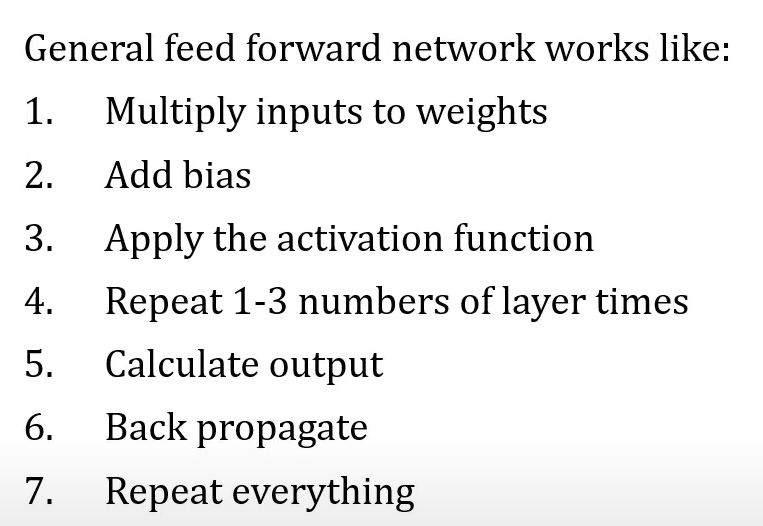 General feed forward network works like:
1. Multiply inputs to weights
2. Add bias
3. Apply the activation function
4. Repeat 1-3 numbers of layer times
5. Calculate output
6. Back propagate
7. Repeat everything